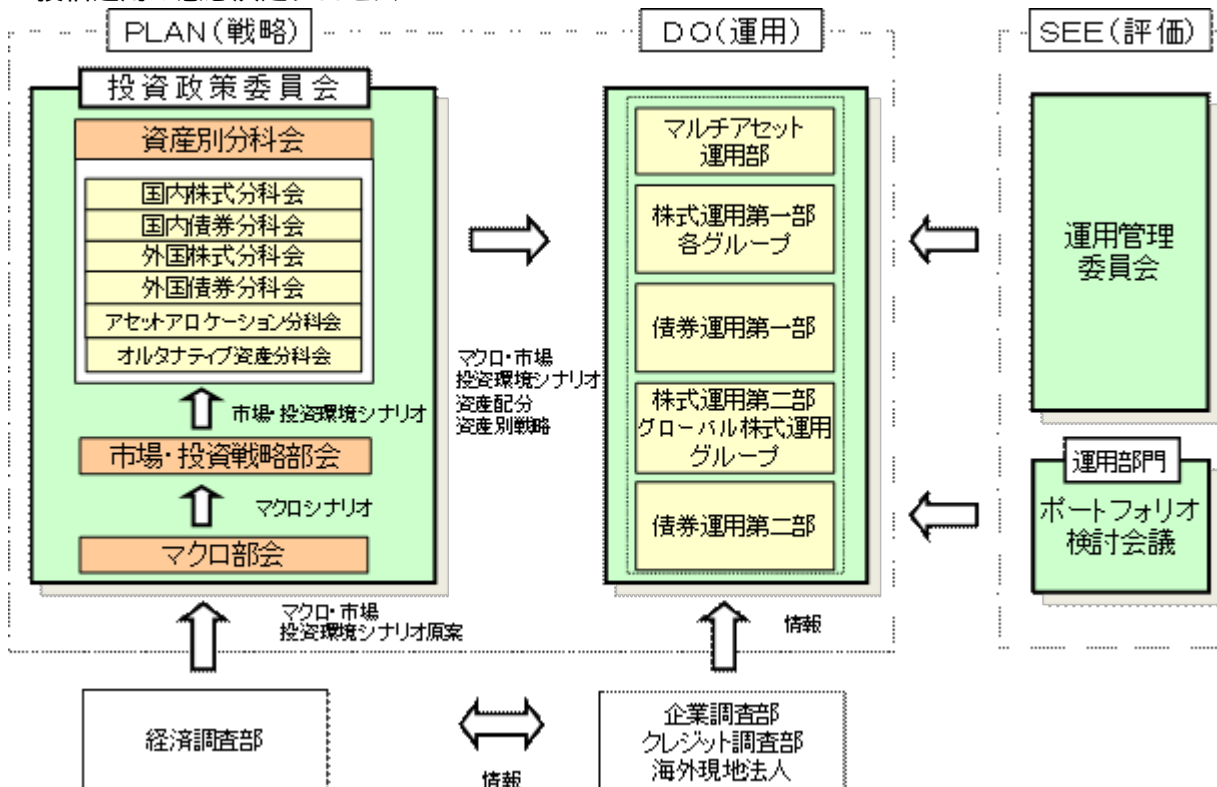 PLAN(戦略)
投資政策委員会
資産別分科会
国内株式分科会
国内債券分科会
外国株式分科会
外国債券分科会
アセットアロケーション分科会
オルタナティブ資産分科会
市場・投資環境シナリオ
市場・投資戦略部会
マクロシナリオ
マクロ部会
マクロ・市場
投資環境シナリオ原案
経済調査部
マクロ・市場
投資環境シナリオ
資産配分
資産別戦略
DO(運用)
マルチアセット
運用部
株式運用第一部
各グループ
債券運用第一部
株式運用第二部
グローバル株式運用
グループ
債券運用第二部
情報
企業調査部
クレジット調査部
海外現地法人
情報
SEE(評価)
運用管理
委員会
運用部門
ポートフォリオ
検討会議